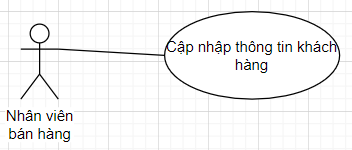 Cập nhập thông tin khách
hàng
Nhân viên
bán hàng